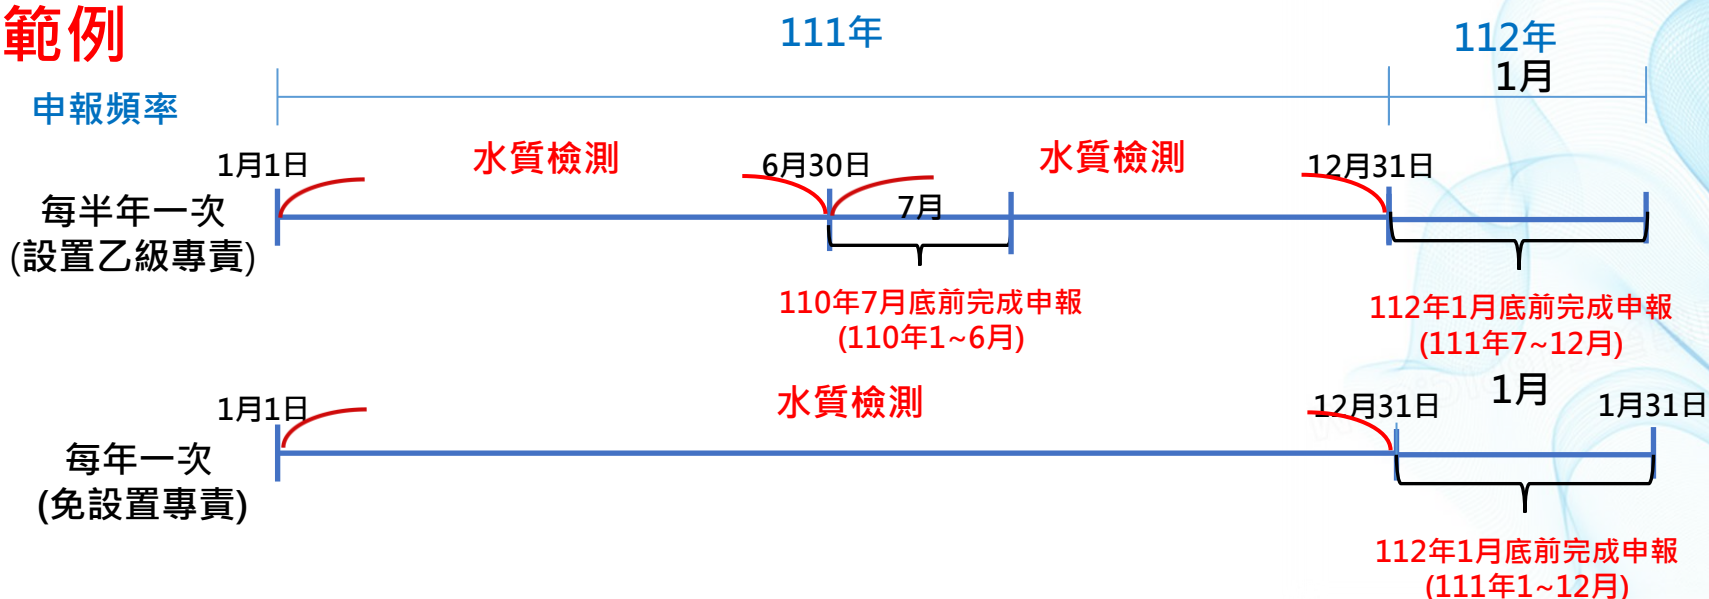 範例
111年
112年
1月
申報頻率
1月1日
水質檢測
6月30日
水質檢測
12月31日
每半年一次
(設置乙級專責)
7月
110年7月底前完成申報
(110年1~6月)
112年1月底前完成申報
(111年7~12月)
1月1日
水質檢測
12月31日
1月
1月31日
每年一次
(免設置專責)
112年1月底前完成申報
(111年1~12月)